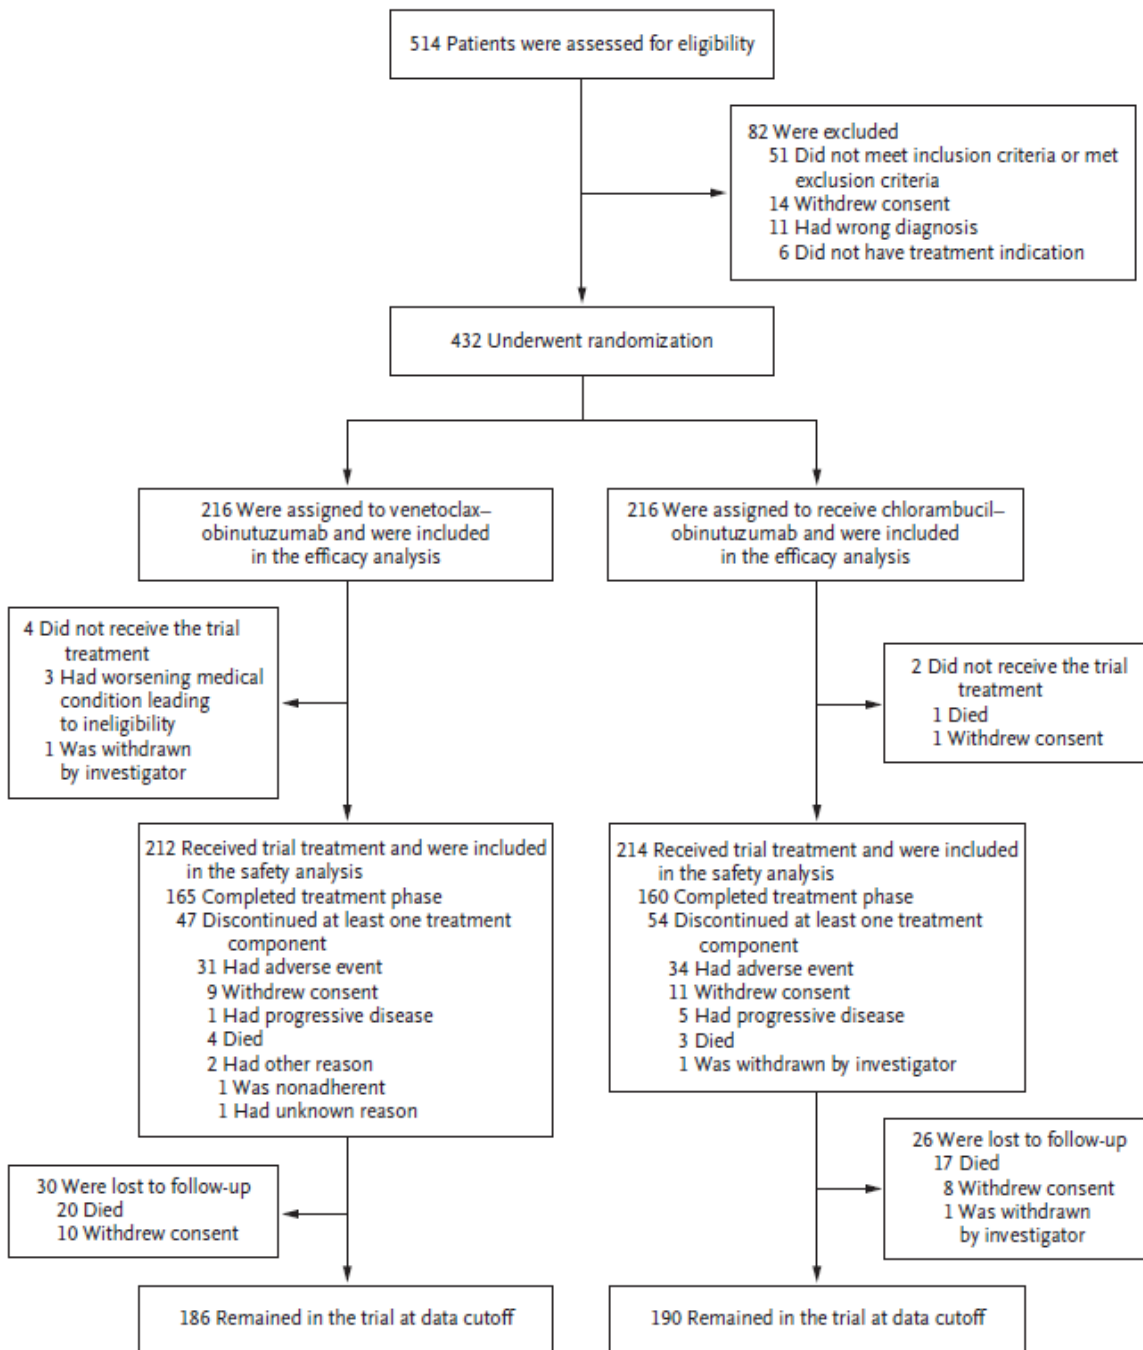 514 Patients were assessed for eligibility
82 Were excluded
51 Did not meet inclusion criteria or met
exclusion criteria
14 Withdrew consent
11 Had wrong diagnosis
6 Did not have treatment indication
432 Underwent randomization
216 Were assigned to venetoclax–
obinutuzumab and were included
in the efficacy analysis
216 Were assigned to receive chlorambucil–
obinutuzumab and were included
in the efficacy analysis
4 Did not receive the trial
treatment
3 Had worsening medical
condition leading
to ineligibility
1 Was withdrawn
by investigator
2 Did not receive the trial
treatment
1 Died
1 Withdrew consent
212 Received trial treatment and were included
in the safety analysis
165 Completed treatment phase
47 Discontinued at least one treatment
component
31 Had adverse event
9 Withdrew consent
1 Had progressive disease
4 Died
2 Had other reason
1 Was nonadherent
1 Had unknown reason
214 Received trial treatment and were included
in the safety analysis
160 Completed treatment phase
54 Discontinued at least one treatment
component
34 Had adverse event
11 Withdrew consent
5 Had progressive disease
3 Died
1 Was withdrawn by investigator
30 Were lost to follow-up
20 Died
10 Withdrew consent
26 Were lost to follow-up
17 Died
8 Withdrew consent
1 Was withdrawn
by investigator
186 Remained in the trial at data cutoff
190 Remained in the trial at data cutoff